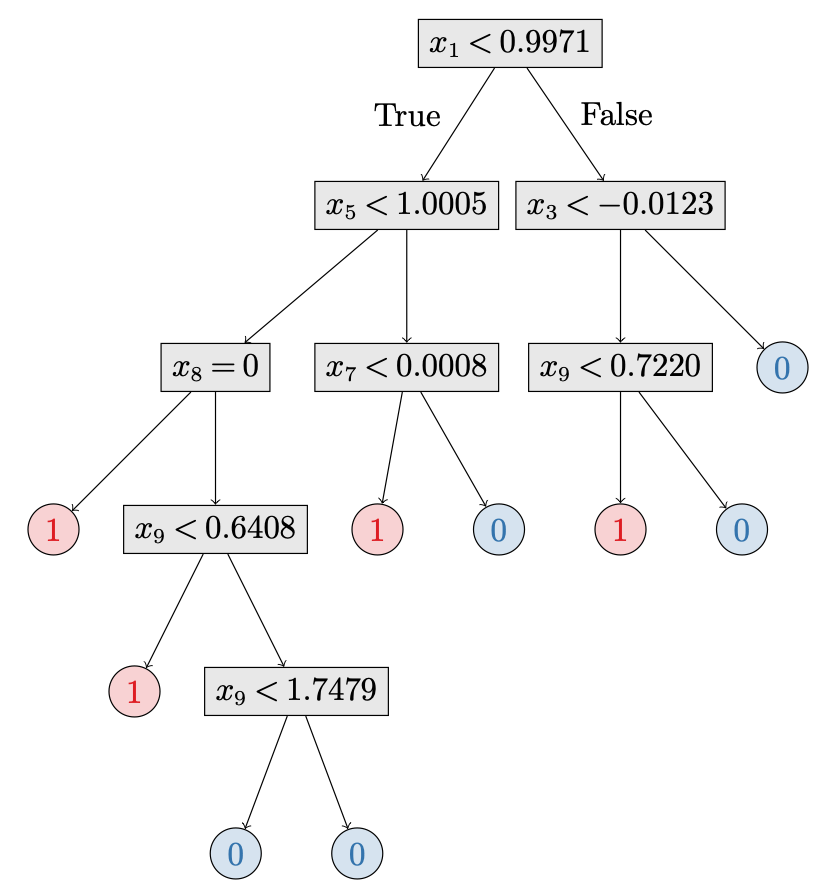 x₁ < 0.9971
True False
x₅ < 1.0005 x₃ < −0.0123
x₈ = 0 x₇ < 0.0008 x₉ < 0.7220 0
1 x₉ < 0.6408 1 0 1 0
1 x₉ < 1.7479
0 0